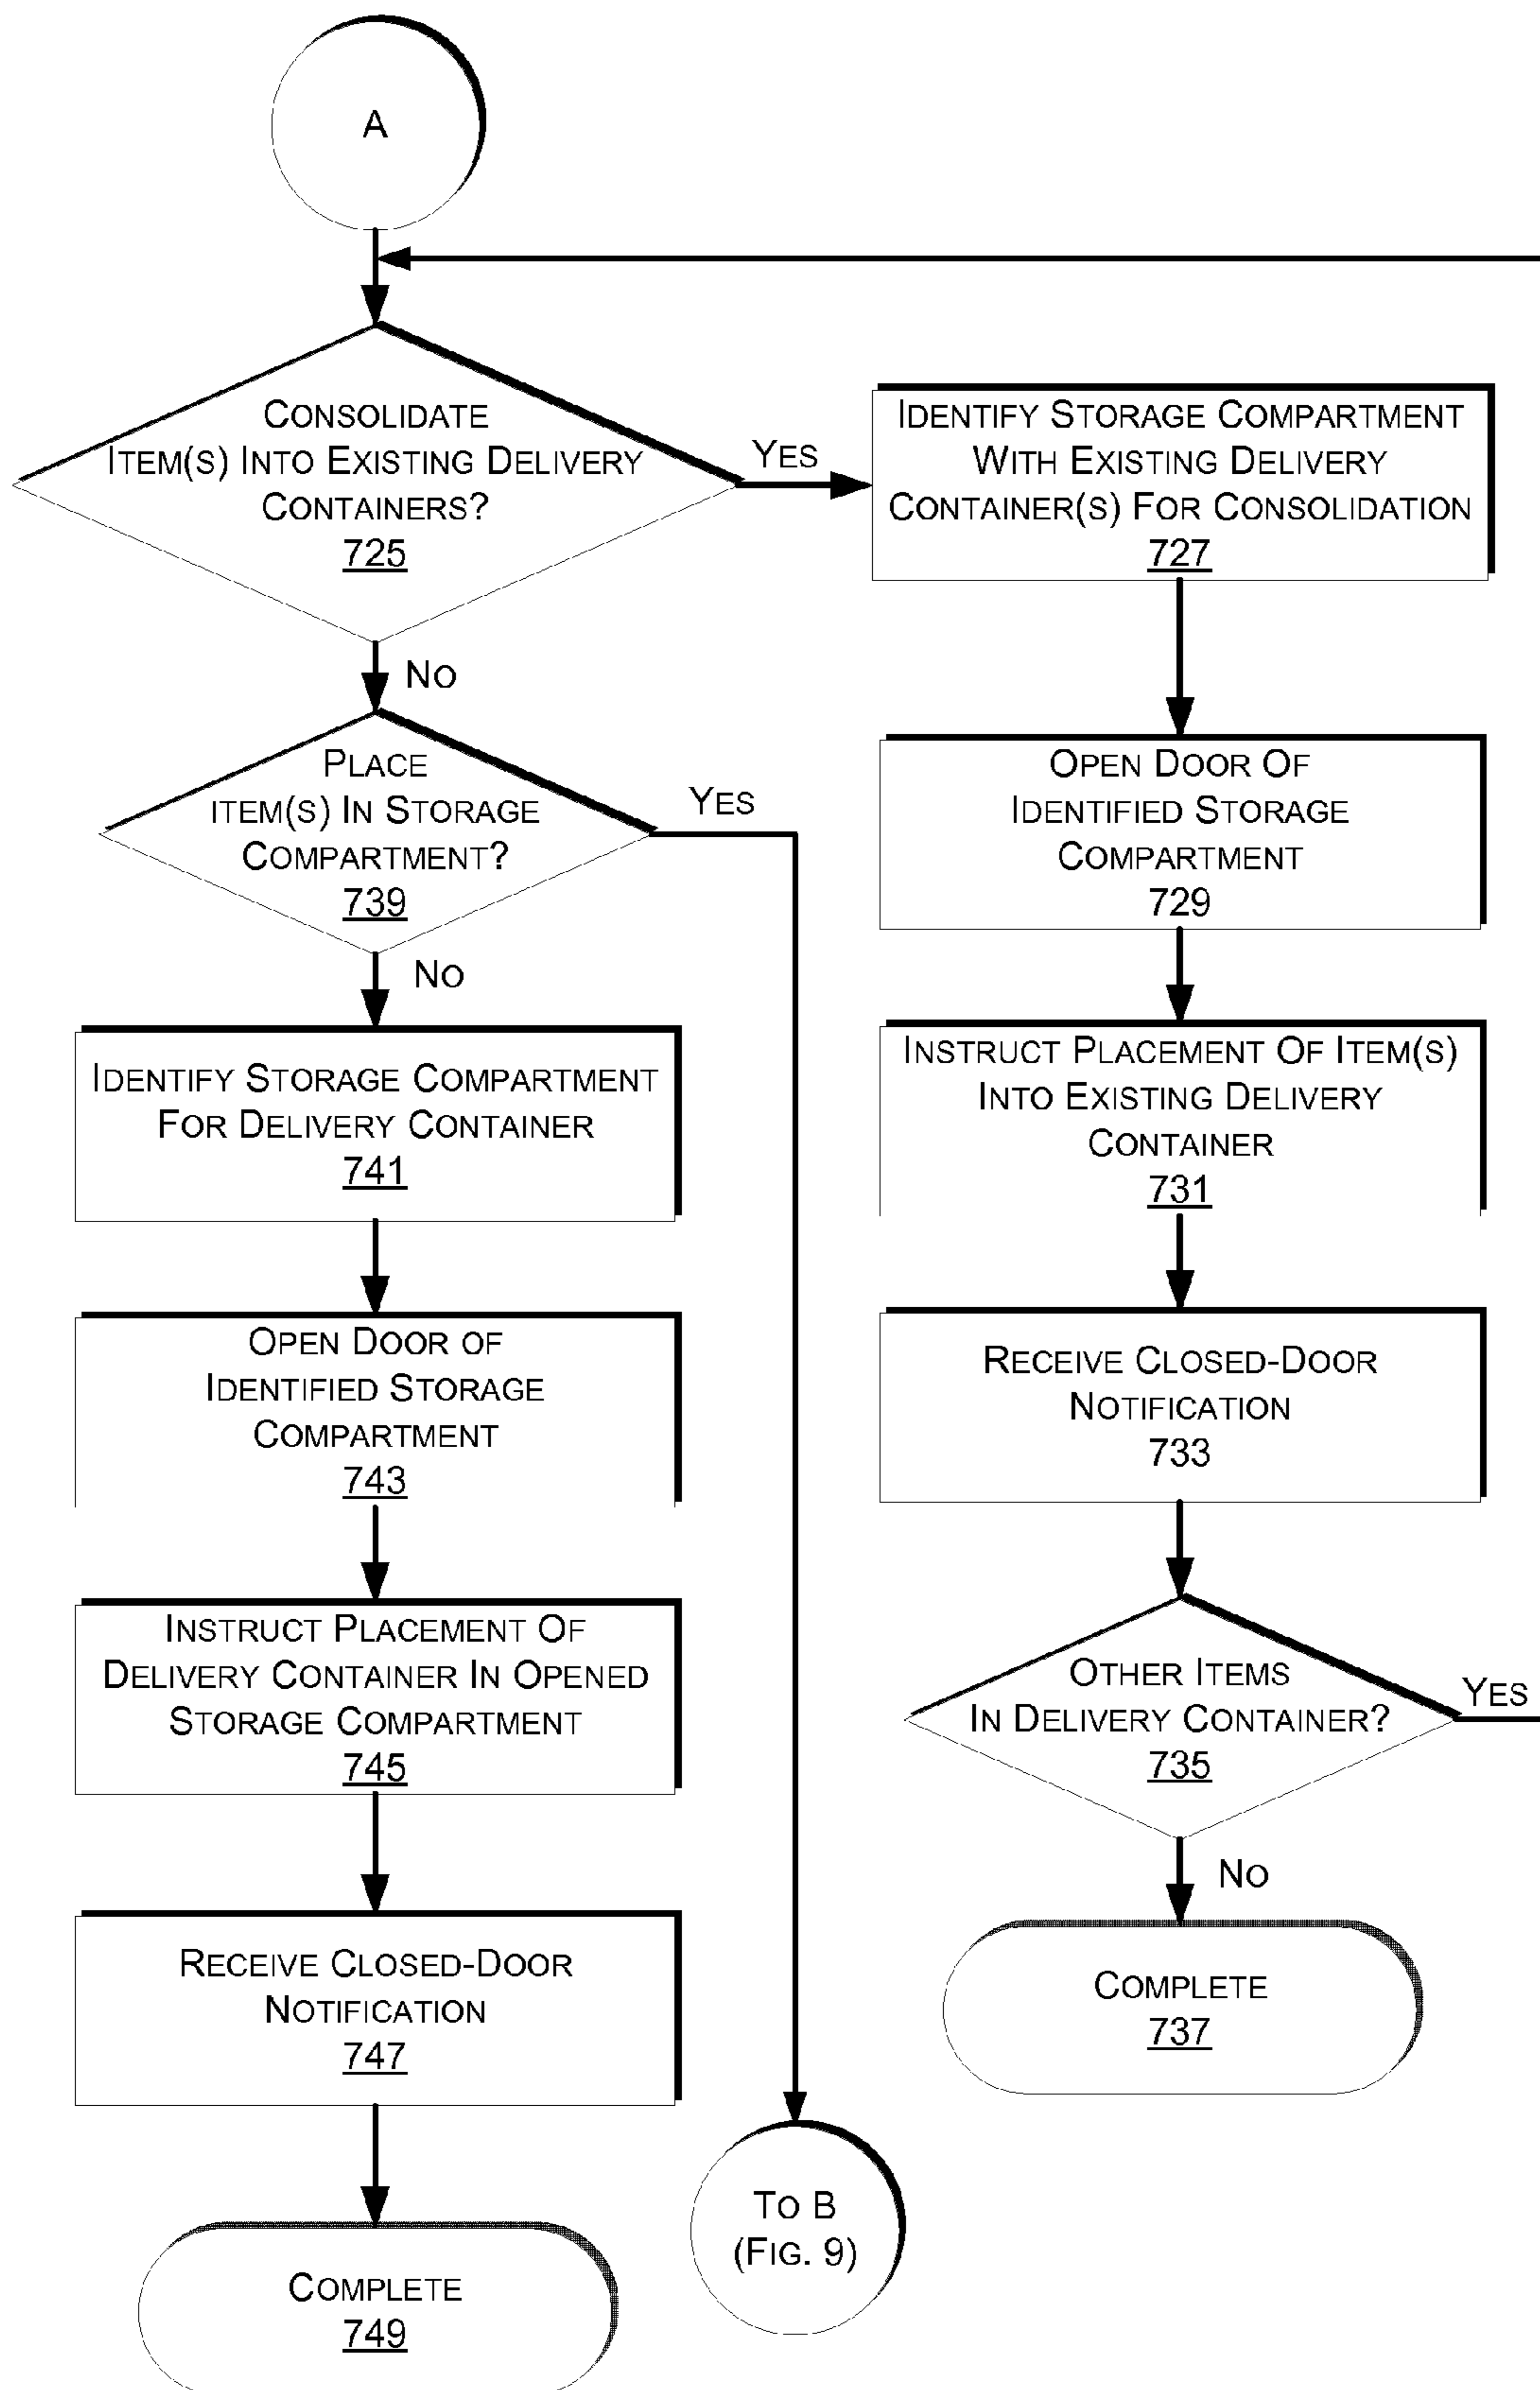 A
CONSOLIDATE
ITEM(S) INTO EXISTING DELIVERY
CONTAINERS?
725
YES
IDENTIFY STORAGE COMPARTMENT
WITH EXISTING DELIVERY
CONTAINER(S) FOR CONSOLIDATION
727
NO
OPEN DOOR OF
IDENTIFIED STORAGE
COMPARTMENT
729
PLACE
ITEM(S) IN STORAGE
COMPARTMENT?
739
YES
NO
INSTRUCT PLACEMENT OF ITEM(S)
INTO EXISTING DELIVERY
CONTAINER
731
IDENTIFY STORAGE COMPARTMENT
FOR DELIVERY CONTAINER
741
RECEIVE CLOSED-DOOR
NOTIFICATION
733
OPEN DOOR OF
IDENTIFIED STORAGE
COMPARTMENT
743
OTHER ITEMS
IN DELIVERY CONTAINER?
735
YES
NO
INSTRUCT PLACEMENT OF
DELIVERY CONTAINER IN OPENED
STORAGE COMPARTMENT
745
COMPLETE
737
RECEIVE CLOSED-DOOR
NOTIFICATION
747
TO B
(FIG. 9)
COMPLETE
749